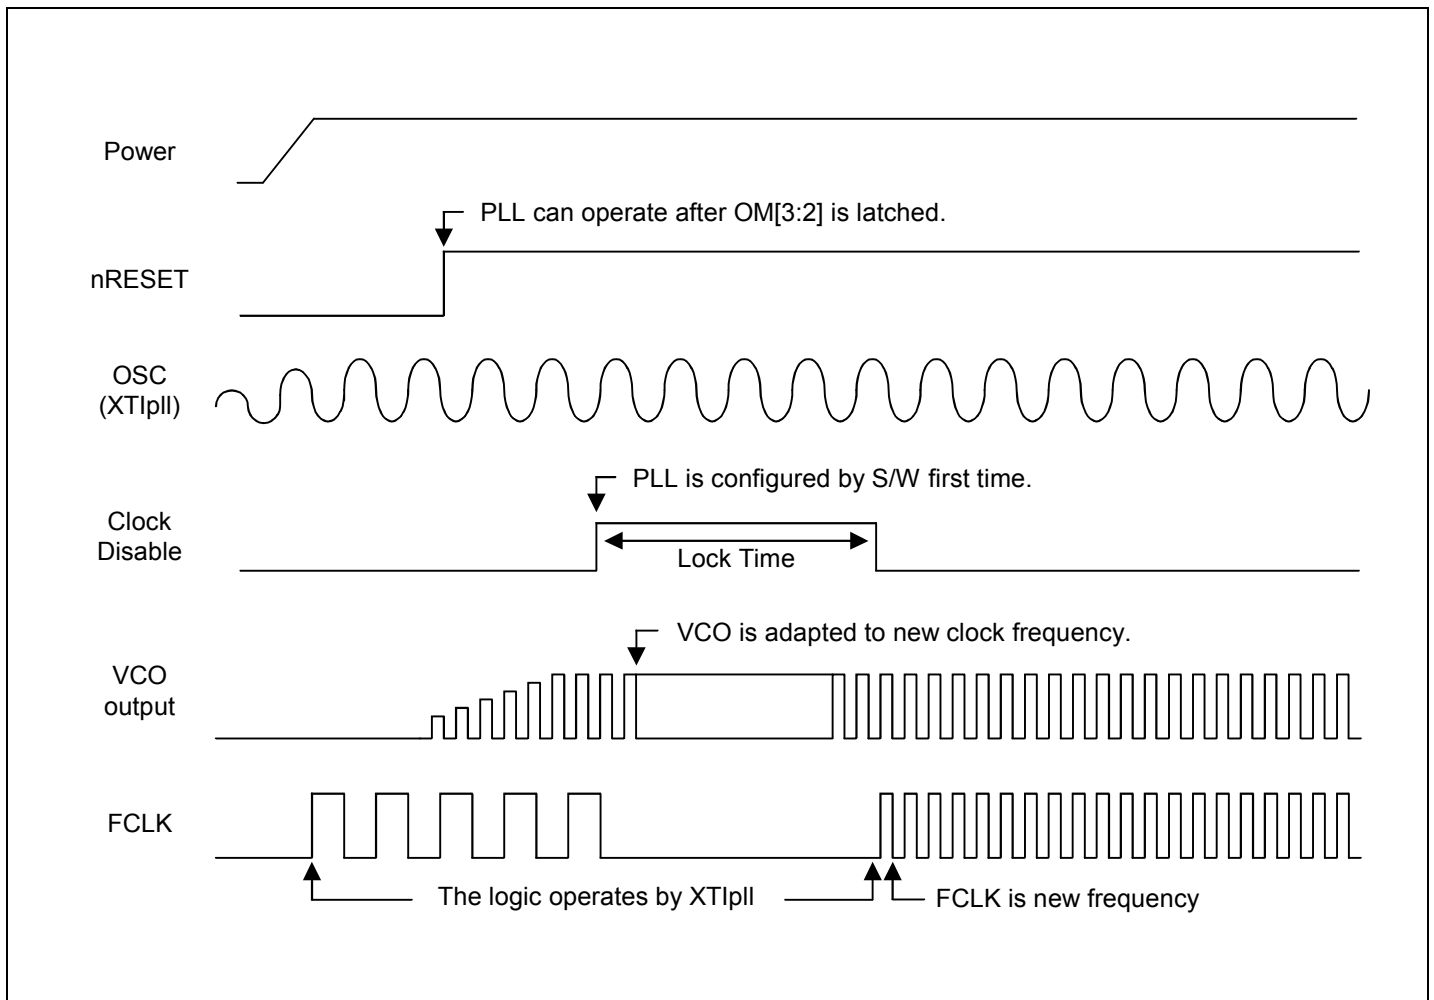 Power
PLL can operate after OM[3:2] is latched.
nRESET
OSC
(XTIpll)
PLL is configured by S/W first time.
Clock
Disable
Lock Time
VCO is adapted to new clock frequency.
VCO
output
FCLK
The logic operates by XTIpll
FCLK is new frequency